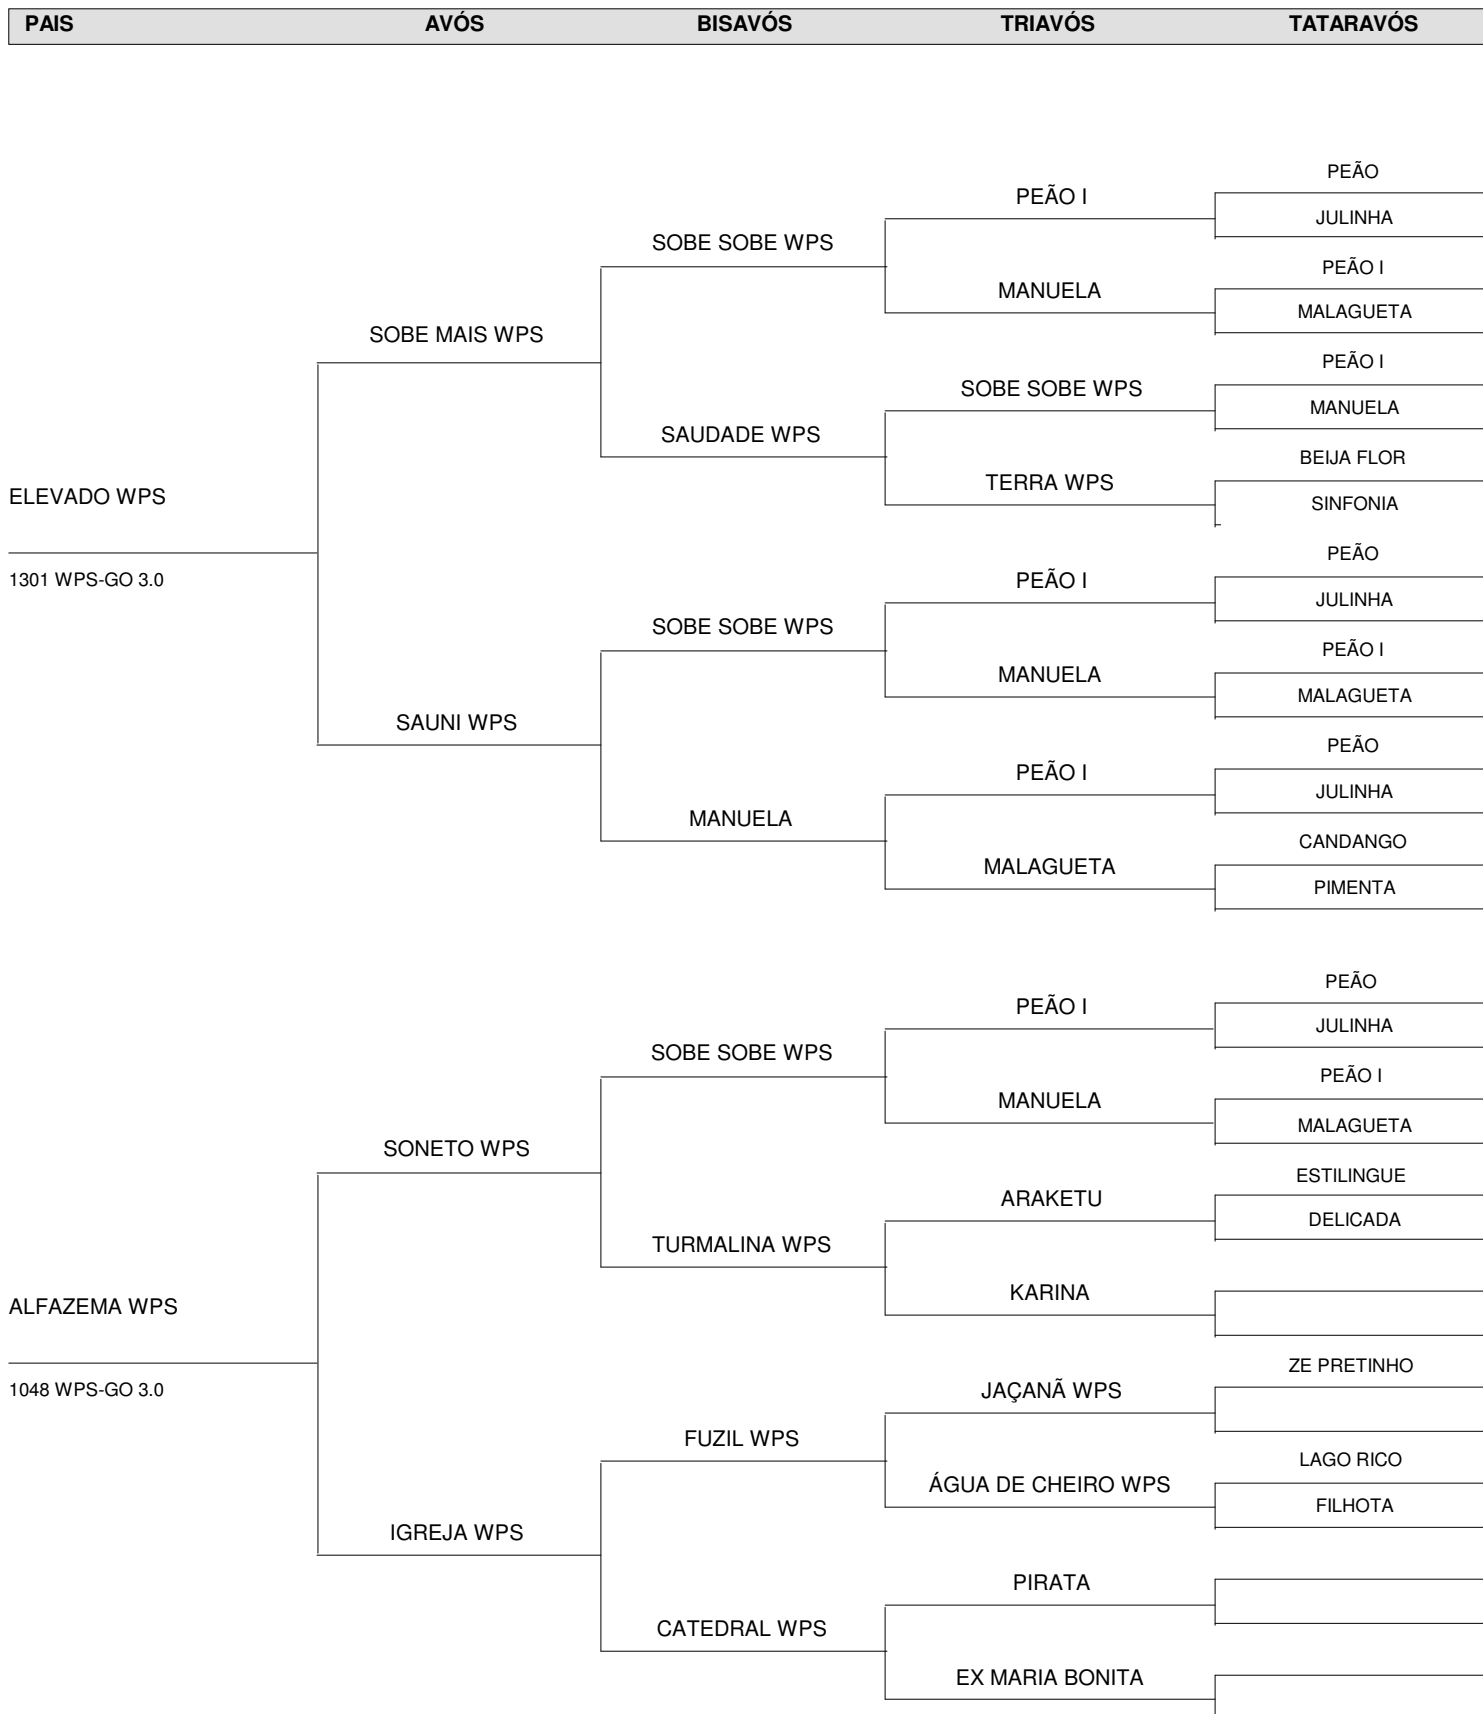 PAIS AVÓS BISAVÓS TRIAVÓS TATARAVÓS
PEÃO
PEÃO I
JULINHA
SOBE SOBE WPS
PEÃO I
MANUELA
MALAGUETA
SOBE MAIS WPS
PEÃO I
SOBE SOBE WPS
MANUELA
SAUDADE WPS
BEIJA FLOR
TERRA WPS
SINFONIA
ELEVADO WPS
PEÃO
1301 WPS-GO 3.0
PEÃO I
JULINHA
SOBE SOBE WPS
PEÃO I
MANUELA
MALAGUETA
SAUNI WPS
PEÃO
PEÃO I
JULINHA
MANUELA
CANDANGO
MALAGUETA
PIMENTA
PEÃO
PEÃO I
JULINHA
SOBE SOBE WPS
PEÃO I
MANUELA
MALAGUETA
SONETO WPS
ESTILINGUE
ARAKETU
DELICADA
TURMALINA WPS
KARINA
ALFAZEMA WPS
ZE PRETINHO
1048 WPS-GO 3.0
JAÇANÃ WPS
FUZIL WPS
LAGO RICO
ÁGUA DE CHEIRO WPS
FILHOTA
IGREJA WPS
PIRATA
CATEDRAL WPS
EX MARIA BONITA